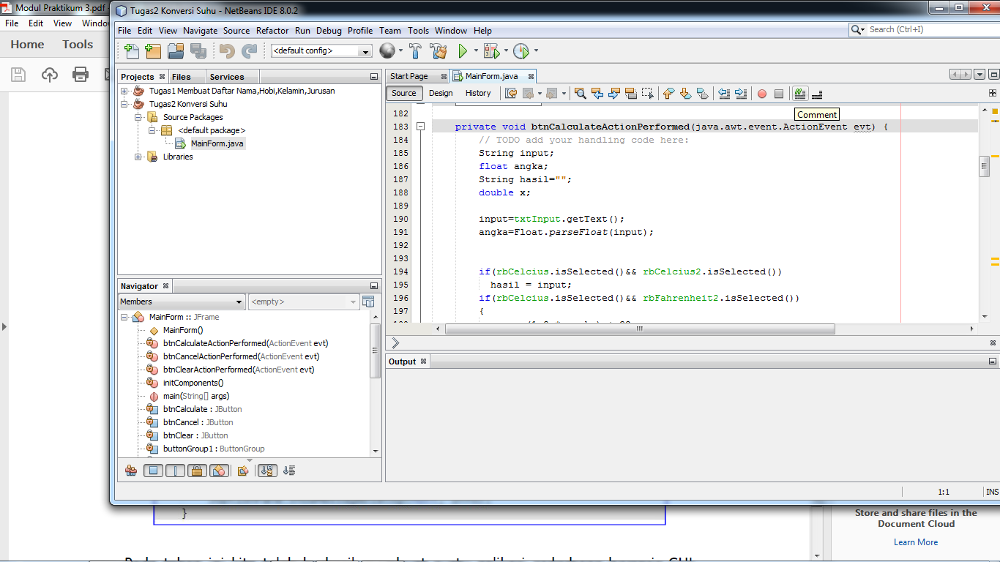 Modul Praktikum 3.pdf
File Edit View Window
Home Tools
Tugas2 Konversi Suhu - NetBeans IDE 8.0.2
File Edit View Navigate Source Refactor Run Debug Profile Team Tools Window Help
Search (Ctrl+I)
<default config>
Projects Files Services
Tugas1 Membuat Daftar Nama,Hobi,Kelamin,Jurusan
Tugas2 Konversi Suhu
Source Packages
<default package>
MainForm.java
Libraries
Start Page MainForm.java
Source Design History
Comment
182
183 private void btnCalculateActionPerformed(java.awt.event.ActionEvent evt) {
184 // TODO add your handling code here:
185 String input;
186 float angka;
187 String hasil="";
188 double x;
189
190 input=txtInput.getText();
191 angka=Float.parseFloat(input);
192
193
194 if(rbCelcius.isSelected()&& rbCelcius2.isSelected())
195 hasil = input;
196 if(rbCelcius.isSelected()&& rbFahrenheit2.isSelected())
197 {
Navigator
Members <empty>
MainForm :: JFrame
MainForm()
btnCalculateActionPerformed(ActionEvent evt)
btnCancelActionPerformed(ActionEvent evt)
btnClearActionPerformed(ActionEvent evt)
initComponents()
main(String[] args)
btnCalculate : JButton
btnCancel : JButton
btnClear : JButton
buttonGroup1 : ButtonGroup
Output
1:1 INS
}
Store and share files in the
Document Cloud
Learn More